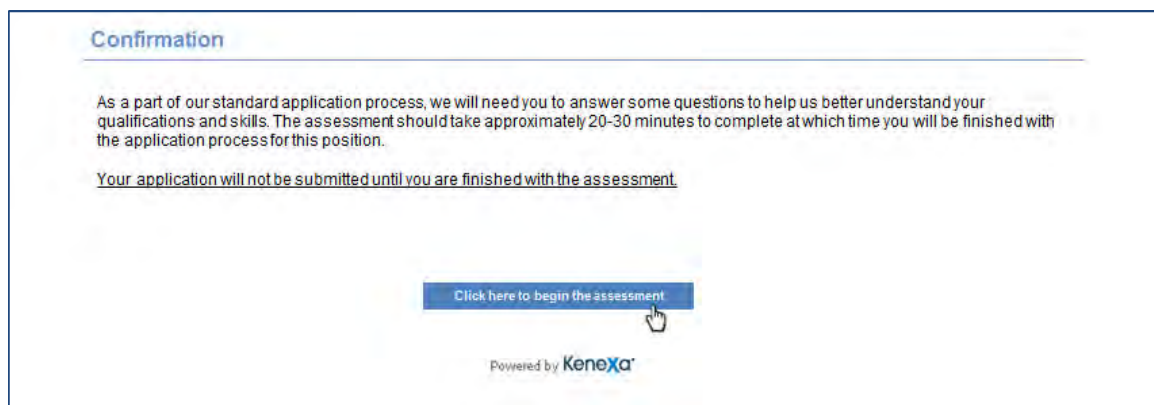 Confirmation
As a part of our standard application process, we will need you to answer some questions to help us better understand your
qualifications and skills. The assessment should take approximately 20-30 minutes to complete at which time you will be finished with
the application process for this position.
Your application will not be submitted until you are finished with the assessment.
Click here to begin the assessment
Powered by Kenexa